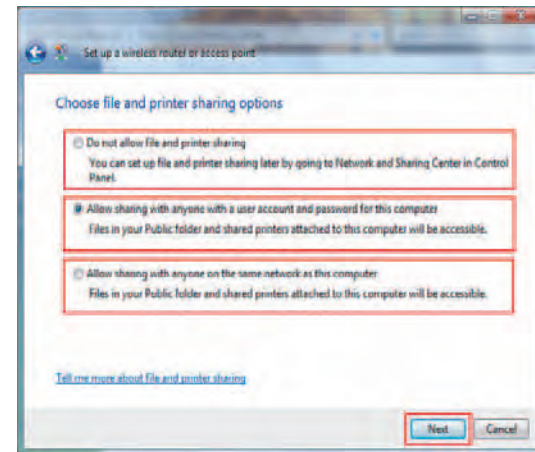 Set up a wireless router or access point
Choose file and printer sharing options
Do not allow file and printer sharing
You can set up file and printer sharing later by going to Network and Sharing Center in Control
Panel.
Allow sharing with anyone with a user account and password for this computer
Files in your Public folder and shared printers attached to this computer will be accessible.
Allow sharing with anyone on the same network as this computer
Files in your Public folder and shared printers attached to this computer will be accessible.
Tell me more about file and printer sharing
Next
Cancel